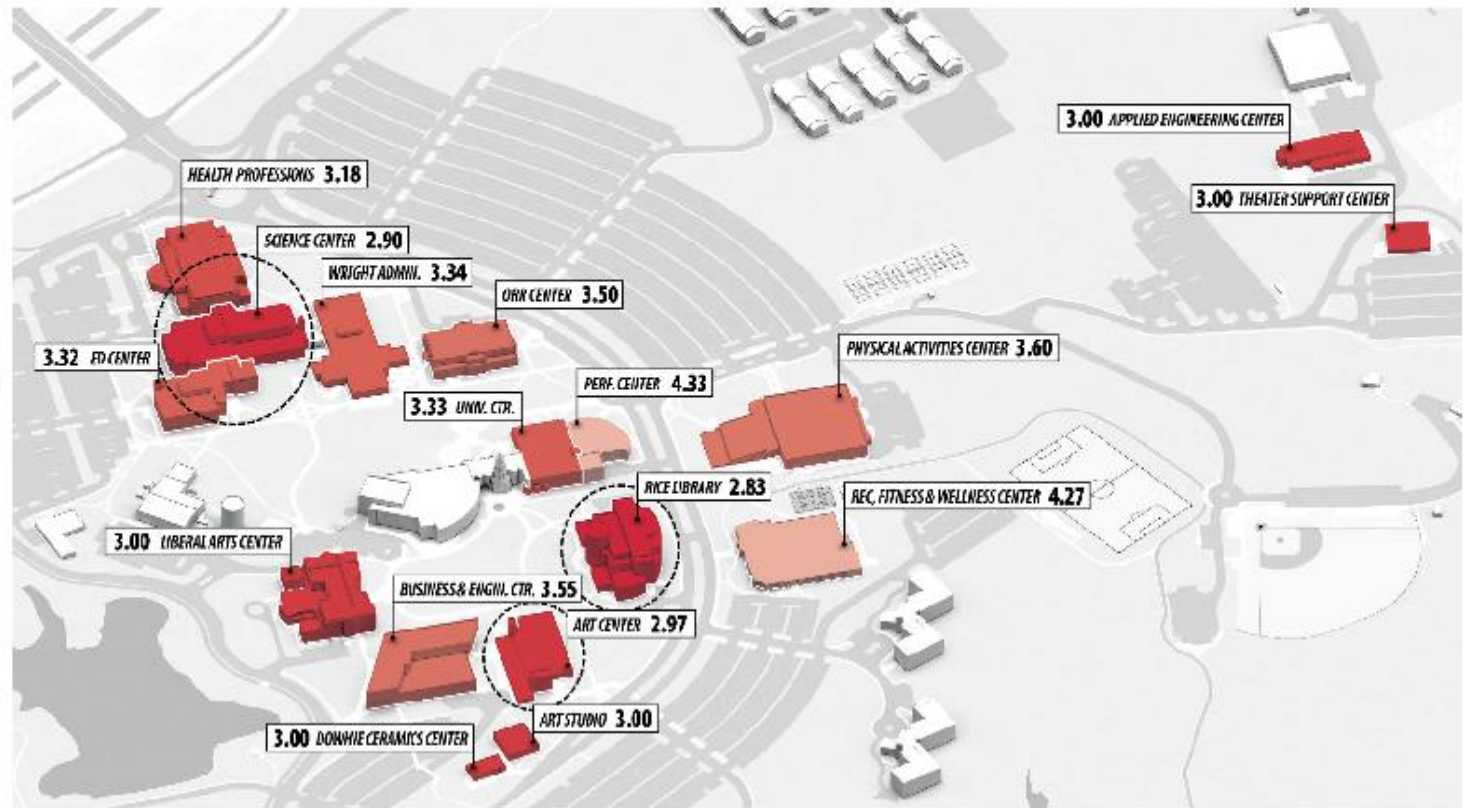 3.00 APPLIED ENGINEERING CENTER
HEALTH PROFESSIONS 3.18
3.00 THEATER SUPPORT CENTER
SCIENCE CENTER 2.90
WRIGHT ADMIN. 3.34
ORR CENTER 3.50
3.32 ED CENTER
PHYSICAL ACTIVITIES CENTER 3.60
PERF. CENTER 4.33
3.33 UNIV. CTR.
RICE LIBRARY 2.83
REC, FITNESS & WELLNESS CENTER 4.27
3.00 LIBERAL ARTS CENTER
BUSINESS & ENGIN. CTR. 3.55
ART CENTER 2.97
ART STUDIO 3.00
3.00 DOWHIE CERAMICS CENTER